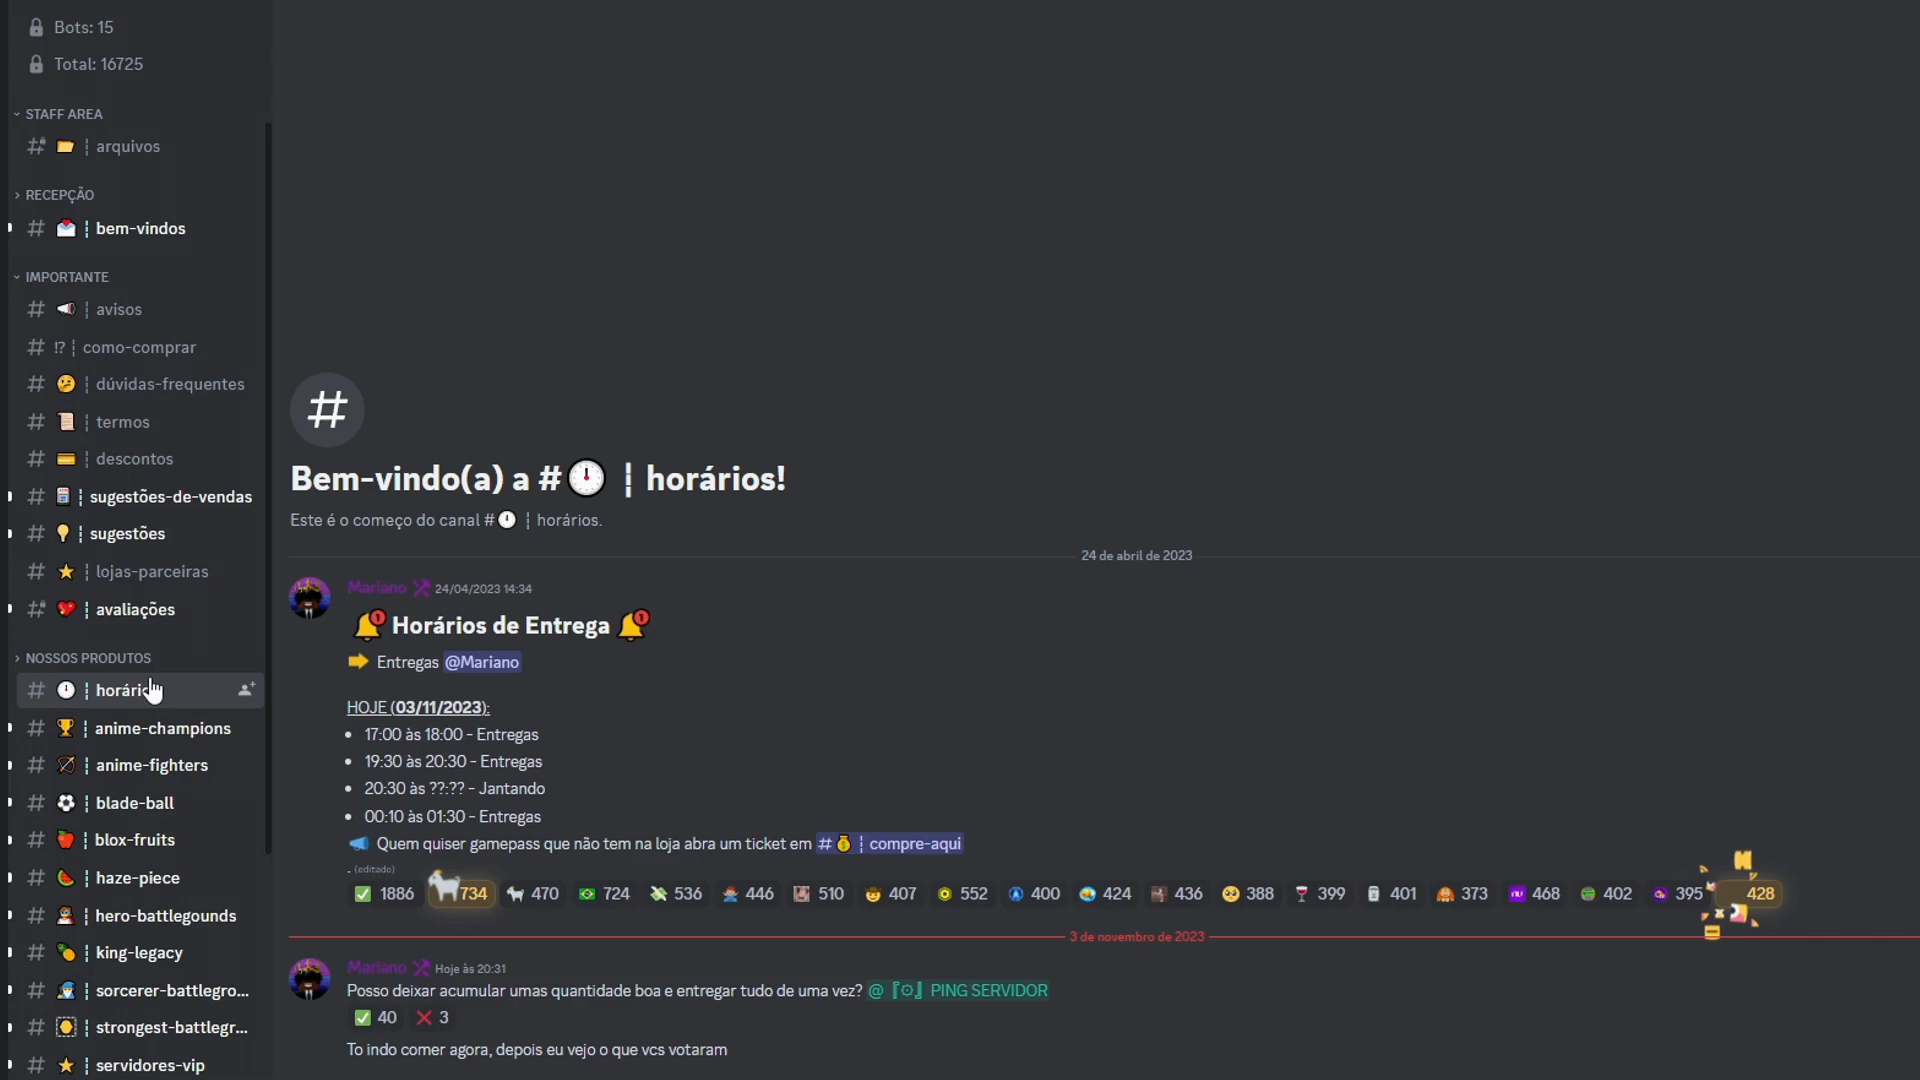 Bots: 15
Total: 16725
STAFF AREA
arquivos
RECEPÇÃO
bem-vindos
IMPORTANTE
avisos
⁉ ¦ como-comprar
dúvidas-frequentes
termos
descontos
sugestões-de-vendas
sugestões
lojas-parceiras
avaliações
NOSSOS PRODUTOS
anime-champions
anime-fighters
blade-ball
blox-fruits
haze-piece
hero-battlegounds
king-legacy
sorcerer-battlegro...
strongest-battlegr...
servidores-vip
Bem-vindo(a) a # 🕛 ¦ horários!
Este é o começo do canal # 🕛 ¦ horários.
24 de abril de 2023
Mariano 24/04/2023 14:34
Horários de Entrega
Entregas @Mariano
HOJE (03/11/2023):
• 17:00 às 18:00 - Entregas
• 19:30 às 20:30 - Entregas
• 20:30 às ??:?? - Jantando
• 00:10 às 01:30 - Entregas
Quem quiser gamepass que não tem na loja abra um ticket em # 💰 ¦ compre-aqui
. (editado)
1886 734 470 724 536 446 510 407 552 400 424 436 388 399 401 373 468 402 395 428
3 de novembro de 2023
Mariano Hoje às 20:31
Posso deixar acumular umas quantidade boa e entregar tudo de uma vez? @『⚙』PING SERVIDOR
40 3
To indo comer agora, depois eu vejo o que vcs votaram